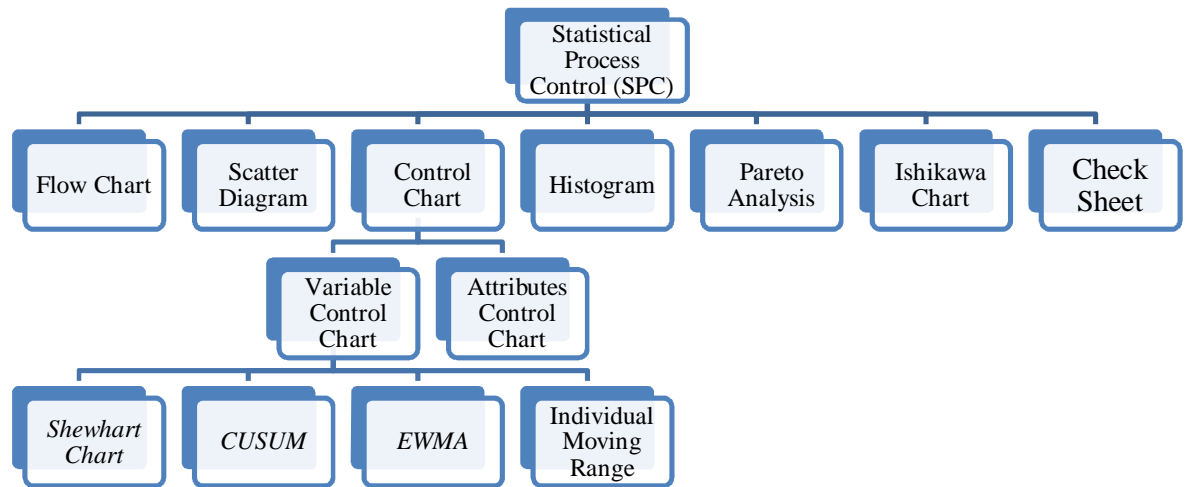 Statistical
Process
Control (SPC)
Flow Chart
Scatter
Diagram
Control
Chart
Histogram
Pareto
Analysis
Ishikawa
Chart
Check
Sheet
Variable
Control
Chart
Attributes
Control
Chart
Shewhart
Chart
CUSUM
EWMA
Individual
Moving
Range